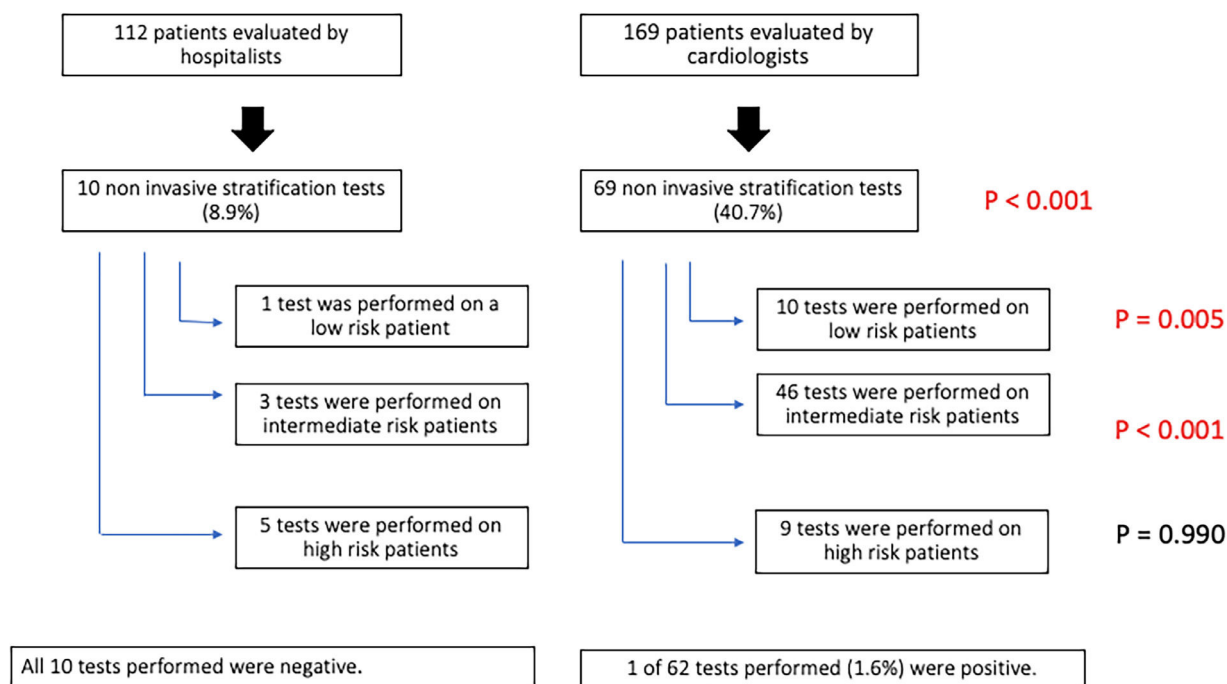 112 patients evaluated by
hospitalists
169 patients evaluated by
cardiologists
10 non invasive stratification tests
(8.9%)
69 non invasive stratification tests
(40.7%)
P < 0.001
1 test was performed on a
low risk patient
10 tests were performed on
low risk patients
P = 0.005
3 tests were performed on
intermediate risk patients
46 tests were performed on
intermediate risk patients
P < 0.001
5 tests were performed on
high risk patients
9 tests were performed on
high risk patients
P = 0.990
All 10 tests performed were negative.
1 of 62 tests performed (1.6%) were positive.